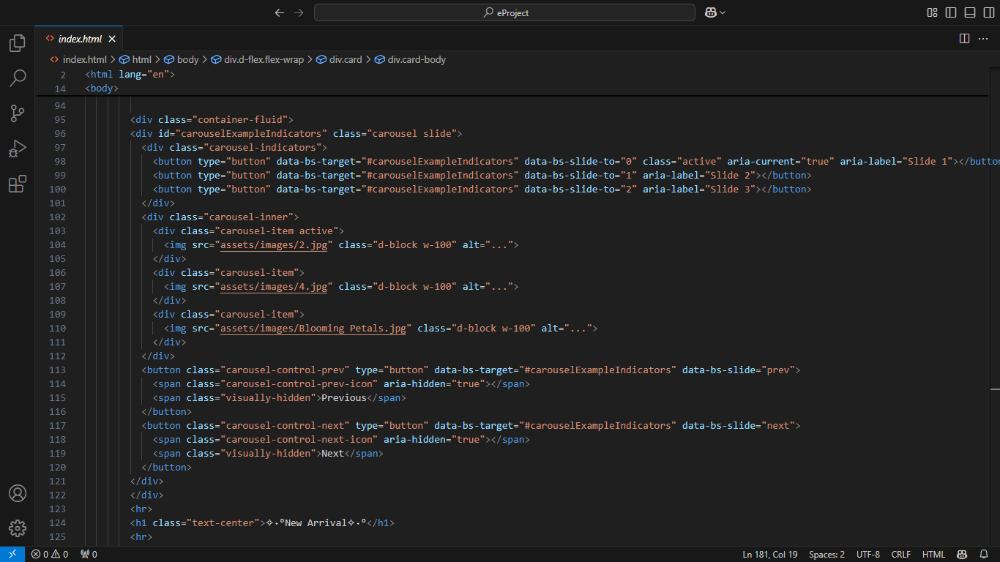 eProject
index.html
index.html > html > body > div.d-flex.flex-wrap > div.card > div.card-body
2 <html lang="en">
14 <body>
94
95 <div class="container-fluid">
96 <div id="carouselExampleIndicators" class="carousel slide">
97 <div class="carousel-indicators">
98 <button type="button" data-bs-target="#carouselExampleIndicators" data-bs-slide-to="0" class="active" aria-current="true" aria-label="Slide 1"></button
99 <button type="button" data-bs-target="#carouselExampleIndicators" data-bs-slide-to="1" aria-label="Slide 2"></button>
100 <button type="button" data-bs-target="#carouselExampleIndicators" data-bs-slide-to="2" aria-label="Slide 3"></button>
101 </div>
102 <div class="carousel-inner">
103 <div class="carousel-item active">
104 <img src="assets/images/2.jpg" class="d-block w-100" alt="...">
105 </div>
106 <div class="carousel-item">
107 <img src="assets/images/4.jpg" class="d-block w-100" alt="...">
108 </div>
109 <div class="carousel-item">
110 <img src="assets/images/Blooming Petals.jpg" class="d-block w-100" alt="...">
111 </div>
112 </div>
113 <button class="carousel-control-prev" type="button" data-bs-target="#carouselExampleIndicators" data-bs-slide="prev">
114 <span class="carousel-control-prev-icon" aria-hidden="true"></span>
115 <span class="visually-hidden">Previous</span>
116 </button>
117 <button class="carousel-control-next" type="button" data-bs-target="#carouselExampleIndicators" data-bs-slide="next">
118 <span class="carousel-control-next-icon" aria-hidden="true"></span>
119 <span class="visually-hidden">Next</span>
120 </button>
121 </div>
122 </div>
123 <hr>
124 <h1 class="text-center">✧˖°New Arrival✧˖°</h1>
125 <hr>
0 0 0 Ln 181, Col 19 Spaces: 2 UTF-8 CRLF HTML